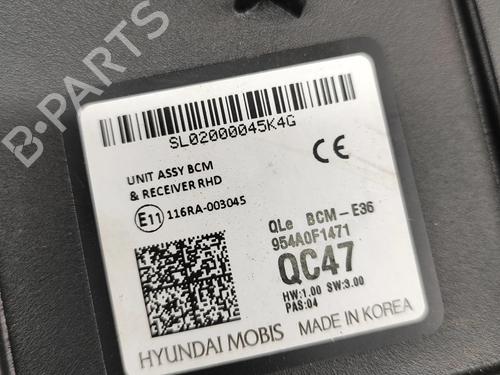 B-PARTS
SL02000045K4G
UNIT ASSY BCM
& RECEIVER RHD
CE
E11 116RA-003045
QLe BCM-E36
954A0F1471
QC47
HW:1.00 SW:3.00
PAS:04
HYUNDAI MOBIS MADE IN KOREA